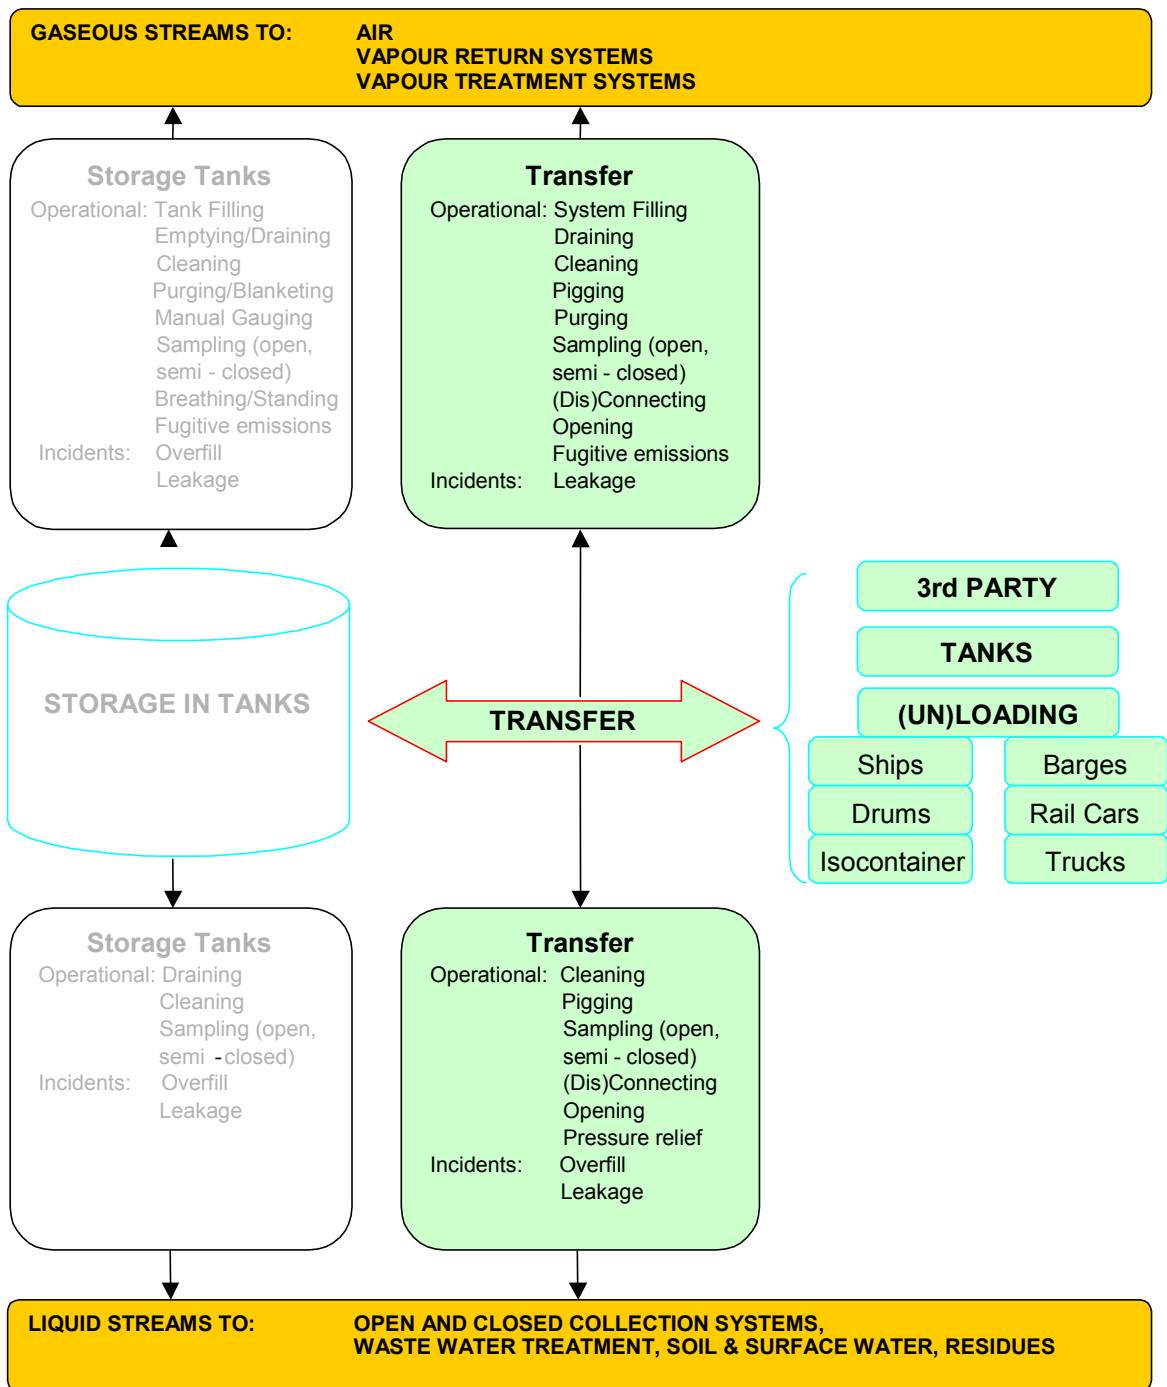 GASEOUS STREAMS TO: AIR
VAPOUR RETURN SYSTEMS
VAPOUR TREATMENT SYSTEMS
Storage Tanks
Operational: Tank Filling
Emptying/Draining
Cleaning
Purging/Blanketing
Manual Gauging
Sampling (open,
semi - closed)
Breathing/Standing
Fugitive emissions
Incidents: Overfill
Leakage
Transfer
Operational: System Filling
Draining
Cleaning
Pigging
Purging
Sampling (open,
semi - closed)
(Dis)Connecting
Opening
Fugitive emissions
Incidents: Leakage
STORAGE IN TANKS
TRANSFER
3rd PARTY
TANKS
(UN)LOADING
Ships Barges
Drums Rail Cars
Isocontainer Trucks
Storage Tanks
Operational: Draining
Cleaning
Sampling (open,
semi - closed)
Incidents: Overfill
Leakage
Transfer
Operational: Cleaning
Pigging
Sampling (open,
semi - closed)
(Dis)Connecting
Opening
Pressure relief
Incidents: Overfill
Leakage
LIQUID STREAMS TO: OPEN AND CLOSED COLLECTION SYSTEMS,
WASTE WATER TREATMENT, SOIL & SURFACE WATER, RESIDUES